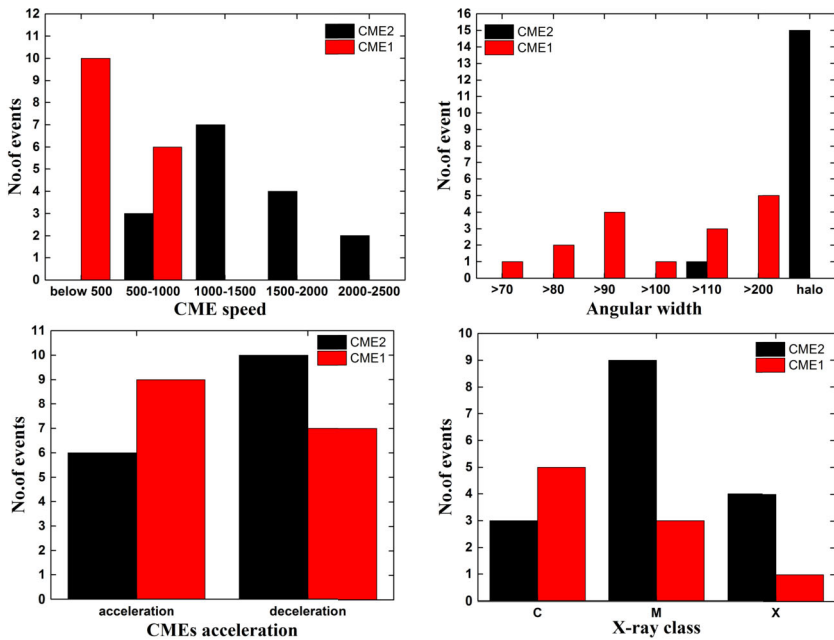 12
11
10
9
8
7
6
5
4
3
2
1
0
No.of events
CME2
CME1
below 500 500-1000 1000-1500 1500-2000 2000-2500
CME speed
16
15
14
13
12
11
10
9
8
7
6
5
4
3
2
1
0
No.of event
CME2
CME1
>70 >80 >90 >100 >110 >200 halo
Angular width
11
10
9
8
7
6
5
4
3
2
1
0
No.of events
CME2
CME1
acceleration deceleration
CMEs acceleration
10
9
8
7
6
5
4
3
2
1
0
No.of events
CME2
CME1
C M X
X-ray class